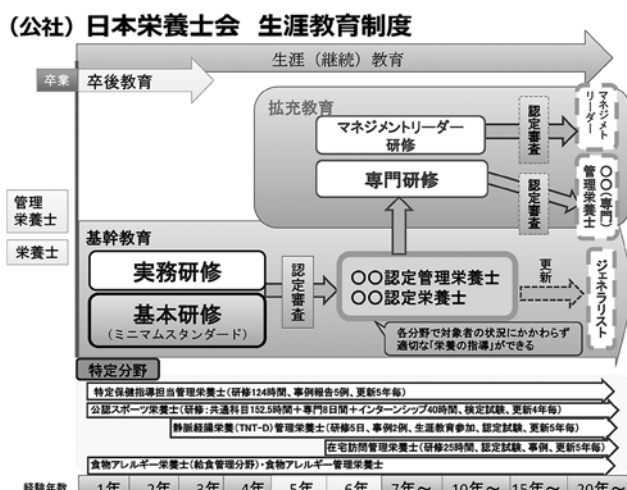 （公社）日本栄養士会 生涯教育制度
生涯（継続）教育
卒業
卒後教育
拡充教育
マネジメントリーダー
研修
認定審査
マネジメント
リーダー
専門研修
認定審査
〇〇（専門）
管理栄養士
管理
栄養士
栄養士
基幹教育
実務研修
基本研修
（ミニマムスタンダード）
認定審査
〇〇認定管理栄養士
〇〇認定栄養士
更新
ジェネラリスト
各分野で対象者の状況にかかわらず
適切な「栄養の指導」ができる
特定分野
特定保健指導担当管理栄養士（研修124時間、事例報告5例、更新5年毎）
公認スポーツ栄養士（研修：共通科目152.5時間＋専門8日間＋インターンシップ40時間、検定試験、更新4年毎）
静脈経腸栄養（TNT-D）管理栄養士（研修5日、事例2例、生涯教育参加、認定試験、更新5年毎）
在宅訪問管理栄養士（研修25時間、認定試験、事例、更新5年毎）
食物アレルギー栄養士（給食管理分野）・食物アレルギー管理栄養士
経験年数 1年 2年 3年 4年 5年 6年 7年～ 10年～ 15年～ 20年～